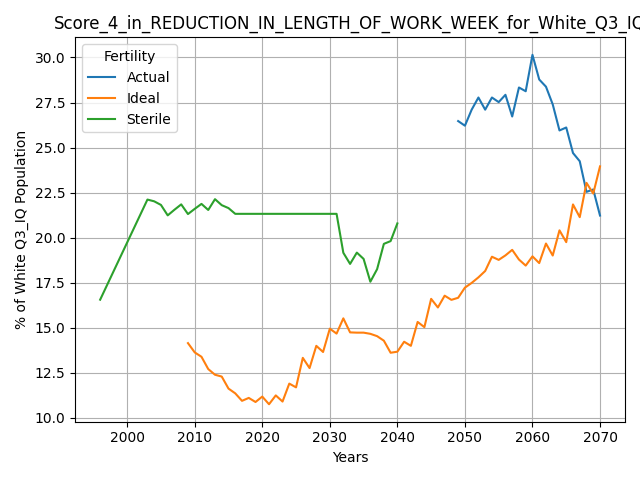 Score_4_in_REDUCTION_IN_LENGTH_OF_WORK_WEEK_for_White_Q3_IQ
Fertility
Actual
Ideal
Sterile
30.0
27.5
25.0
22.5
20.0
17.5
15.0
12.5
10.0
% of White Q3_IQ Population
2000 2010 2020 2030 2040 2050 2060 2070
Years